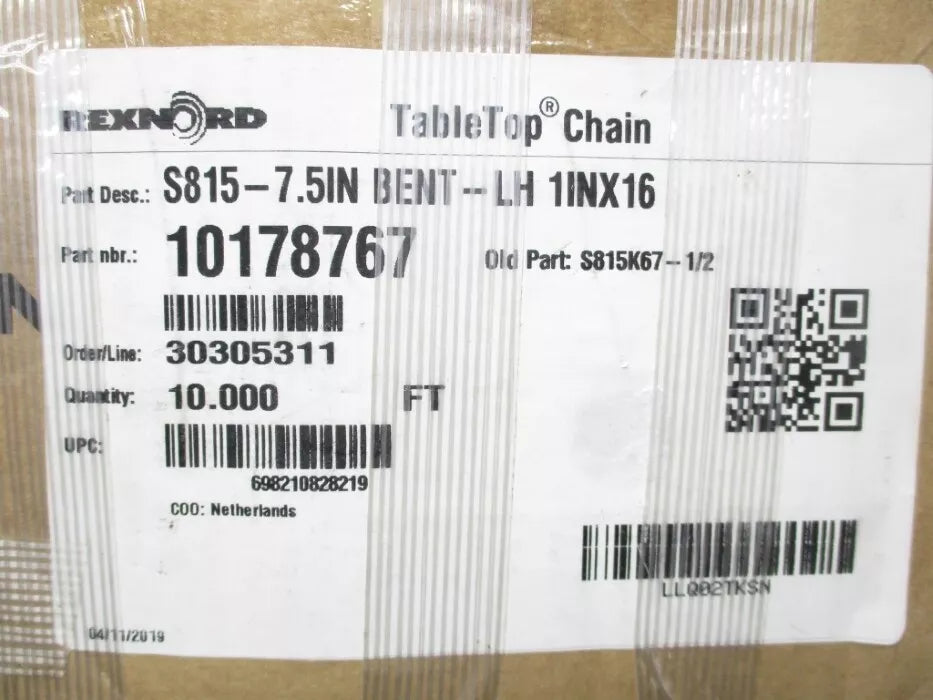 REXNORD TableTop® Chain
Part Desc.: S815-7.5IN BENT-LH 1INX16
Part nbr.: 10178767 Old Part: S815K67-1/2
Order/Line: 30305311
Quantity: 10.000 FT
UPC:
698210828219
COO: Netherlands
LLQ02TKSN
04/11/2019